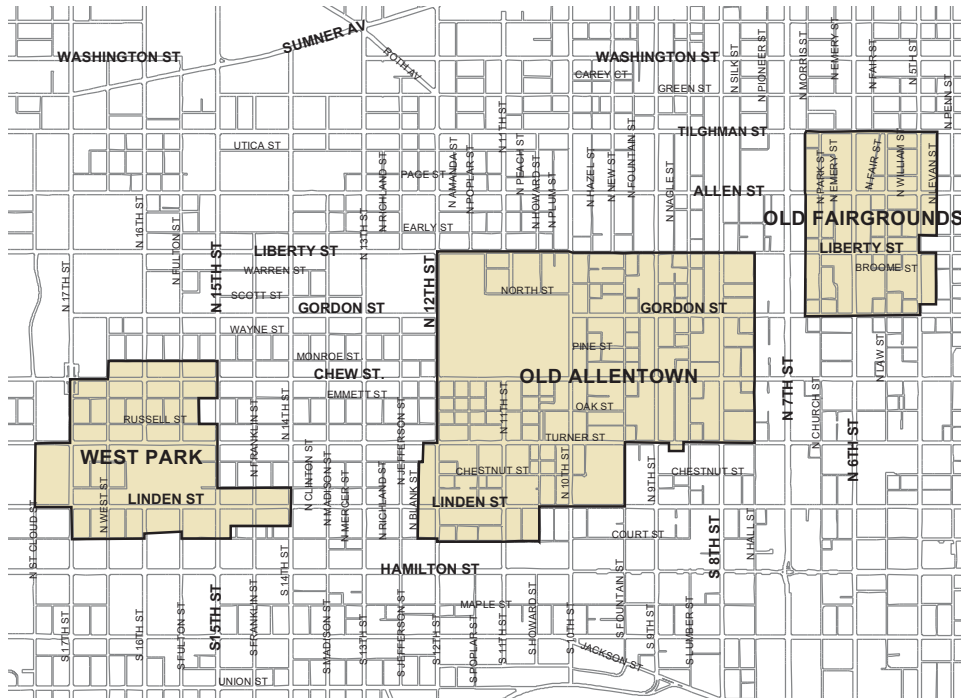 SUMNER AV
WASHINGTON ST
WASHINGTON ST
ROTH AV
CAREY CT
GREEN ST
N SILK ST
N PIONEER ST
N MORRIS ST
N EMERY ST
N FAIR ST
N 5TH ST
N PENN ST
TILGHMAN ST
UTICA ST
PAGE ST
N RICHLAND ST
N AMANDA ST
N POPLAR ST
N 11TH ST
N PEACH ST
N HOWARD ST
N PLUM ST
N HAZEL ST
N NEW ST
N FOUNTAIN ST
N NAGLE ST
ALLEN ST
N PARK ST
N EMERY ST
N FAIR ST
N WILLIAM ST
N LEVAN ST
OLD FAIRGROUNDS
N 16TH ST
N FULTON ST
N 13TH ST
EARLY ST
LIBERTY ST
LIBERTY ST
N 17TH ST
N 15TH ST
WARREN ST
N 12TH ST
BROOME ST
SCOTT ST
NORTH ST
GORDON ST
GORDON ST
WAYNE ST
MONROE ST
PINE ST
N LAW ST
CHEW ST.
OLD ALLENTOWN
N 7TH ST
EMMETT ST
OAK ST
RUSSELL ST
N FRANKLIN ST
N 14TH ST
N JEFFERSON ST
N 11TH ST
TURNER ST
N CHURCH ST
N 6TH ST
WEST PARK
CHESTNUT ST
CHESTNUT ST
N 10TH ST
N 9TH ST
LINDEN ST
LINDEN ST
N ST CLOUD ST
N WEST ST
N CLINTON ST
N MADISON ST
N MERCER ST
N RICHLAND ST
N BLANK ST
COURT ST
S 8TH ST
N HALL ST
HAMILTON ST
S 14TH ST
MAPLE ST
S 17TH ST
S 16TH ST
S FULTON ST
S 15TH ST
S FRANKLIN ST
S MADISON ST
S 13TH ST
S JEFFERSON ST
S 12TH ST
S POPLAR ST
S 11TH ST
S HOWARD ST
S 10TH ST
S FOUNTAIN ST
S 9TH ST
S LUMBER ST
JACKSON ST
UNION ST